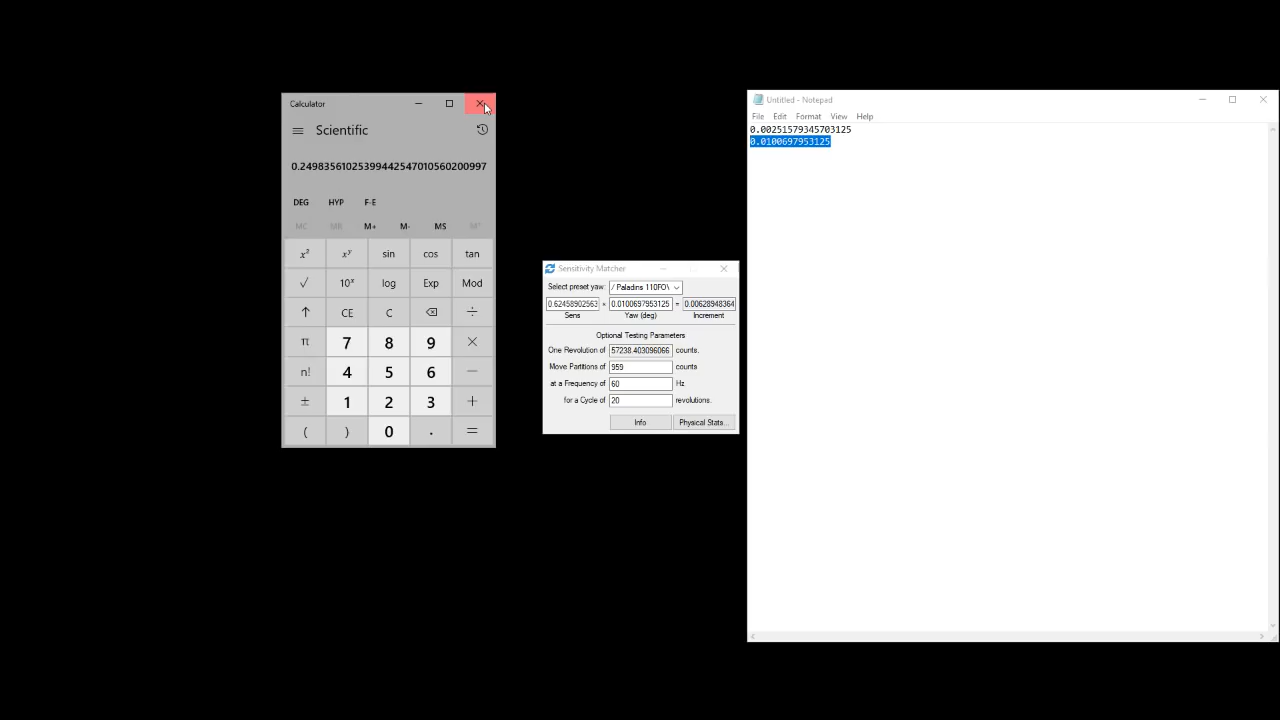 Calculator
Scientific
0.24983561025399442547010560200997
DEG HYP F-E
MC MR M+ M- MS
x² xʸ sin cos tan
√ 10ˣ log Exp Mod
↑ CE C ÷
π 7 8 9 ×
n! 4 5 6 −
± 1 2 3 +
( ) 0 . =
Sensitivity Matcher
Select preset yaw: / Paladins 110FO\
0.62458902563 × 0.0100697953125 = 0.00628948364
Sens Yaw (deg) Increment
Optional Testing Parameters
One Revolution of 57238.403096066 counts.
Move Partitions of 959 counts
at a Frequency of 60 Hz
for a Cycle of 20 revolutions.
Info Physical Stats...
Untitled - Notepad
File Edit Format View Help
0.00251579345703125
0.0100697953125